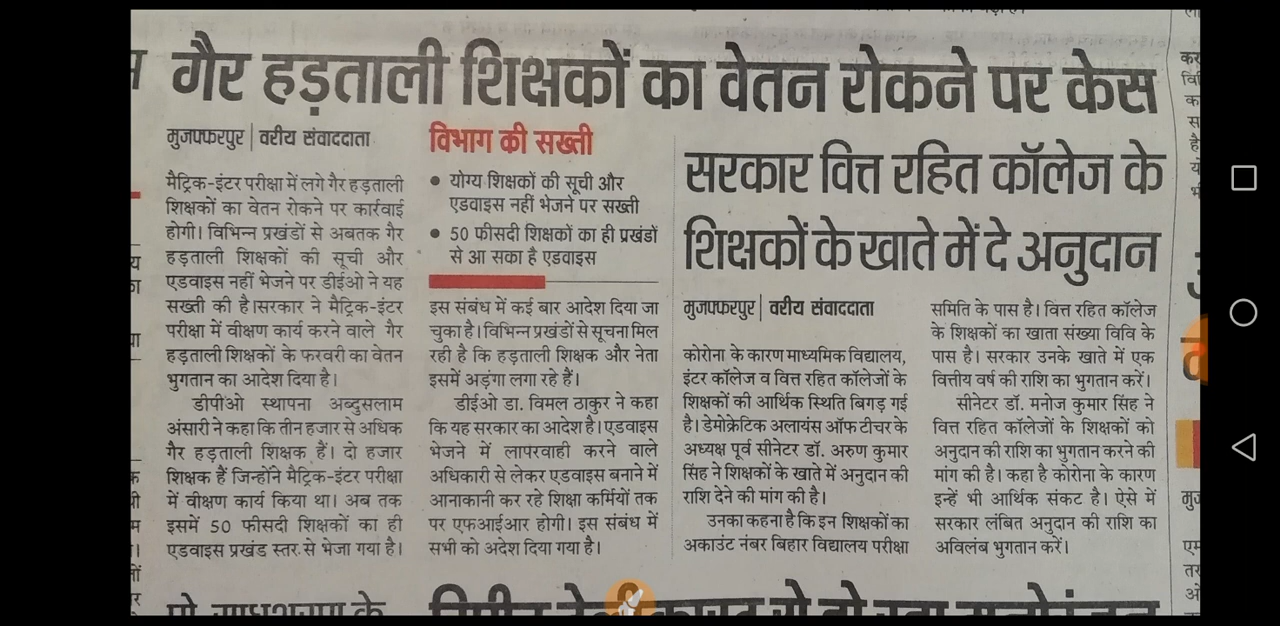 गैर हड़ताली शिक्षकों का वेतन रोकने पर केस
मुजफ्फरपुर | वरीय संवाददाता
मैट्रिक-इंटर परीक्षा में लगे गैर हड़ताली
शिक्षकों का वेतन रोकने पर कार्रवाई
होगी। विभिन्न प्रखंडों से अबतक गैर
हड़ताली शिक्षकों की सूची और
एडवाइस नहीं भेजने पर डीईओ ने यह
सख्ती की है।सरकार ने मैट्रिक-इंटर
परीक्षा में वीक्षण कार्य करने वाले गैर
हड़ताली शिक्षकों के फरवरी का वेतन
भुगतान का आदेश दिया है।
डीपीओ स्थापना अब्दुसलाम
अंसारी ने कहा कि तीन हजार से अधिक
गैर हड़ताली शिक्षक हैं। दो हजार
शिक्षक हैं जिन्होंने मैट्रिक-इंटर परीक्षा
में वीक्षण कार्य किया था। अब तक
इसमें 50 फीसदी शिक्षकों का ही
एडवाइस प्रखंड स्तर से भेजा गया है।
विभाग की सख्ती
• योग्य शिक्षकों की सूची और
एडवाइस नहीं भेजने पर सख्ती
• 50 फीसदी शिक्षकों का ही प्रखंडों
से आ सका है एडवाइस
इस संबंध में कई बार आदेश दिया जा
चुका है। विभिन्न प्रखंडों से सूचना मिल
रही है कि हड़ताली शिक्षक और नेता
इसमें अड़ंगा लगा रहे हैं।
डीईओ डा. विमल ठाकुर ने कहा
कि यह सरकार का आदेश है। एडवाइस
भेजने में लापरवाही करने वाले
अधिकारी से लेकर एडवाइस बनाने में
आनाकानी कर रहे शिक्षा कर्मियों तक
पर एफआईआर होगी। इस संबंध में
सभी को अदेश दिया गया है।
सरकार वित्त रहित कॉलेज के
शिक्षकों के खाते में दे अनुदान
मुजफ्फरपुर | वरीय संवाददाता
कोरोना के कारण माध्यमिक विद्यालय,
इंटर कॉलेज व वित्त रहित कॉलेजों के
शिक्षकों की आर्थिक स्थिति बिगड़ गई
है। डेमोक्रेटिक अलायंस ऑफ टीचर के
अध्यक्ष पूर्व सीनेटर डॉ. अरुण कुमार
सिंह ने शिक्षकों के खाते में अनुदान की
राशि देने की मांग की है।
उनका कहना है कि इन शिक्षकों का
अकाउंट नंबर बिहार विद्यालय परीक्षा
समिति के पास है। वित्त रहित कॉलेज
के शिक्षकों का खाता संख्या विवि के
पास है। सरकार उनके खाते में एक
वित्तीय वर्ष की राशि का भुगतान करें।
सीनेटर डॉ. मनोज कुमार सिंह ने
वित्त रहित कॉलेजों के शिक्षकों को
अनुदान की राशि का भुगतान करने की
मांग की है। कहा है कोरोना के कारण
इन्हें भी आर्थिक संकट है। ऐसे में
सरकार लंबित अनुदान की राशि का
अविलंब भुगतान करें।